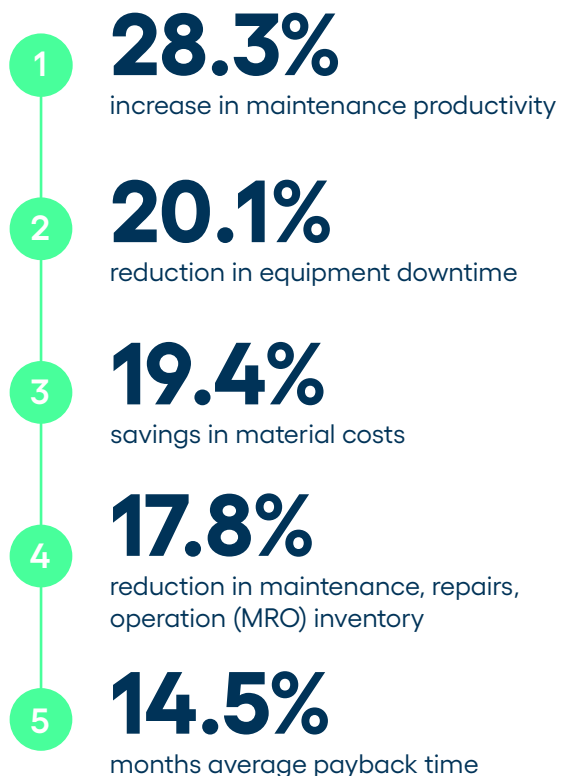 1
28.3%
increase in maintenance productivity
2
20.1%
reduction in equipment downtime
3
19.4%
savings in material costs
4
17.8%
reduction in maintenance, repairs,
operation (MRO) inventory
5
14.5%
months average payback time